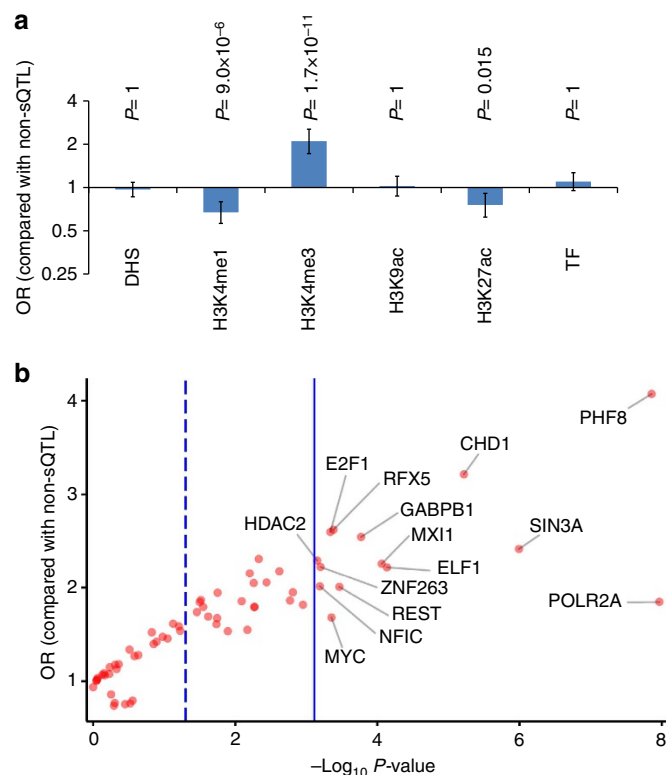 a
P= 1
P= 9.0×10⁻⁶
P= 1.7×10⁻¹¹
P= 1
P= 0.015
P= 1
OR (compared with non-sQTL)
4
2
1
0.5
0.25
DHS
H3K4me1
H3K4me3
H3K9ac
H3K27ac
TF
b
OR (compared with non-sQTL)
4
3
2
1
PHF8
CHD1
E2F1
RFX5
GABPB1
HDAC2
MXI1
SIN3A
ELF1
ZNF263
POLR2A
REST
NFIC
MYC
0
2
4
6
8
–Log₁₀ P-value